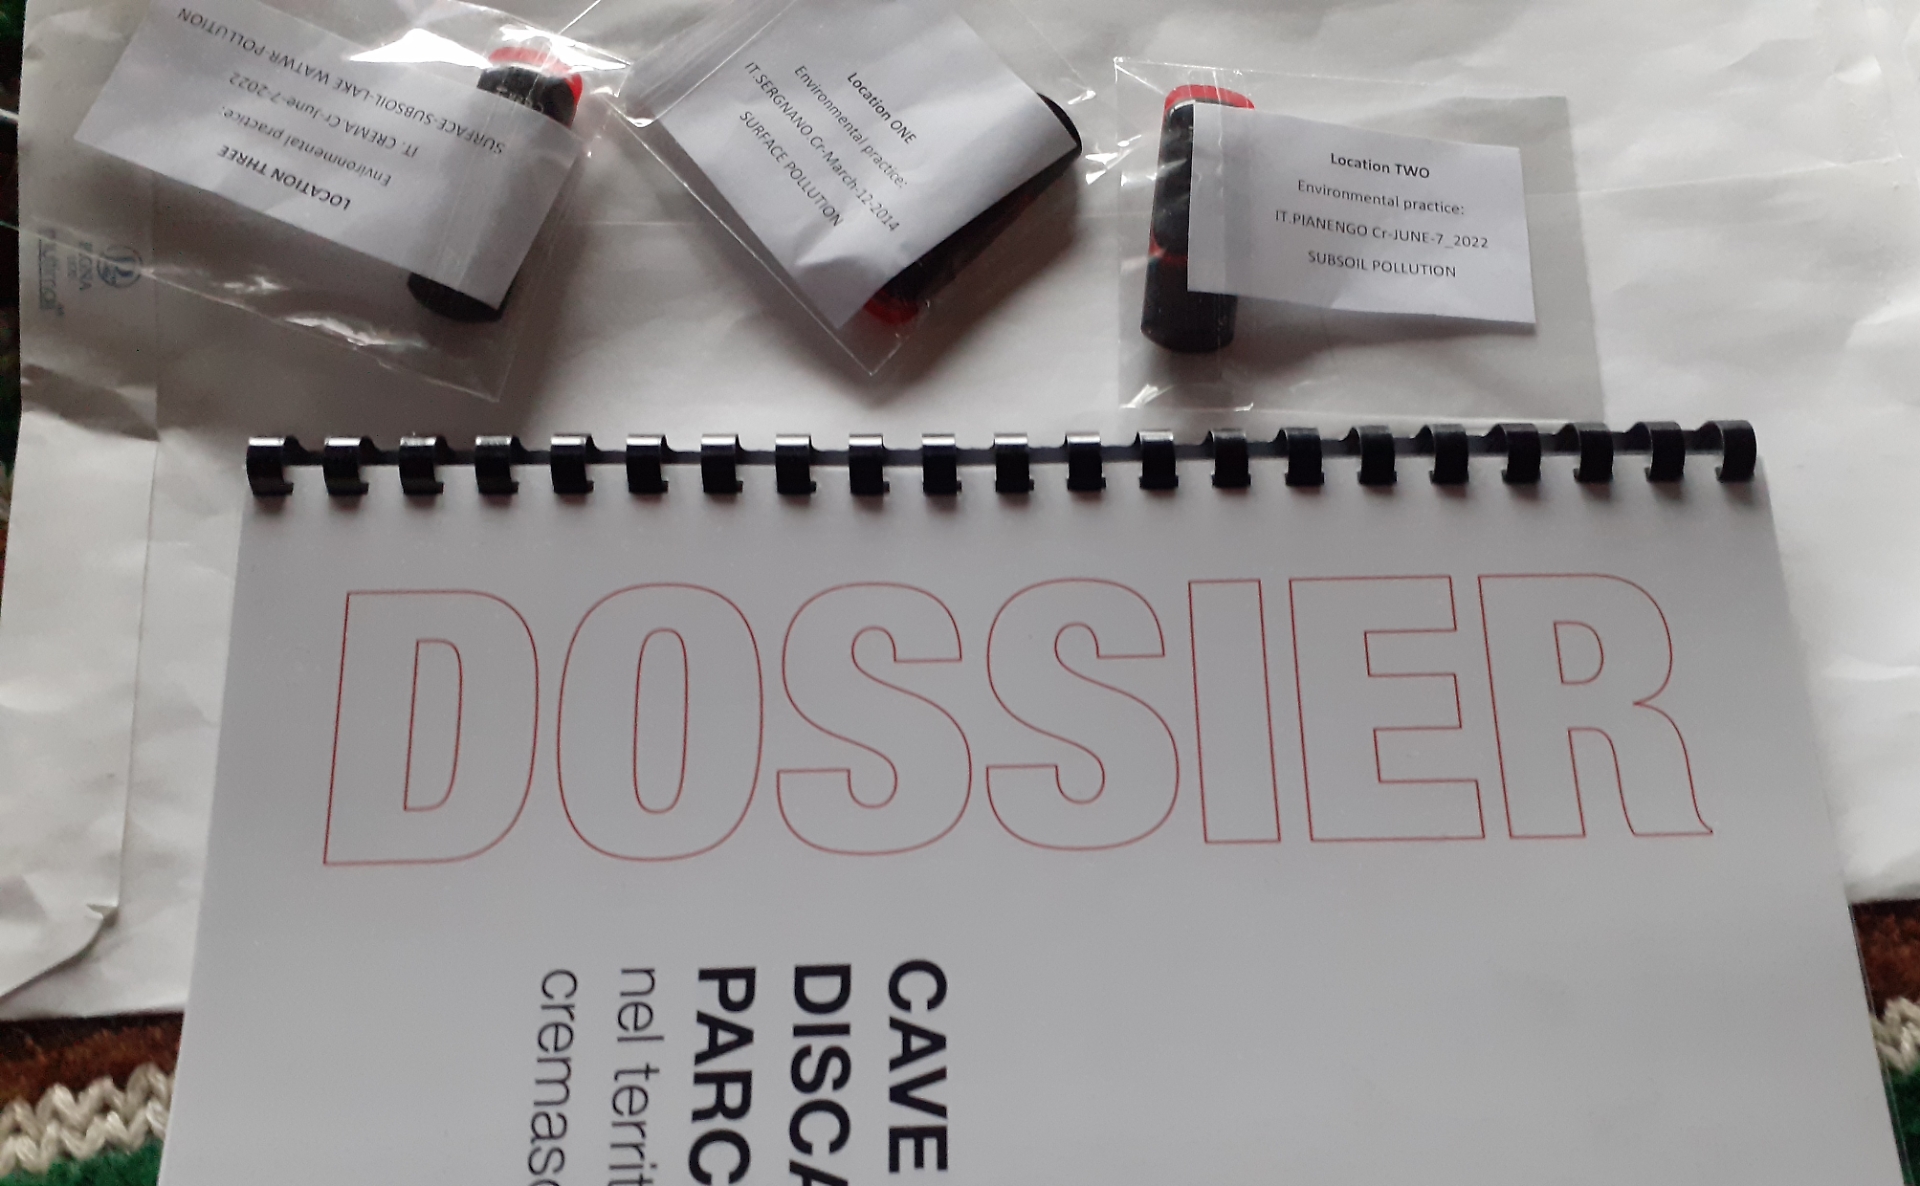 LOCATION THREE
Environmental practice:
IT. CREMA Cr-June-7-2022
SURFACE-SUBSOIL-LAKE WATWR-POLLUTION
Location ONE
Environmental practice:
IT.SERGNANO.Cr-March-12-2014
SURFACE POLLUTION
Location TWO
Environmental practice:
IT.PIANENGO Cr-JUNE-7_2022
SUBSOIL POLLUTION
DOSSIER
CAVE
DISCA
PARC
nel territ
cremasc